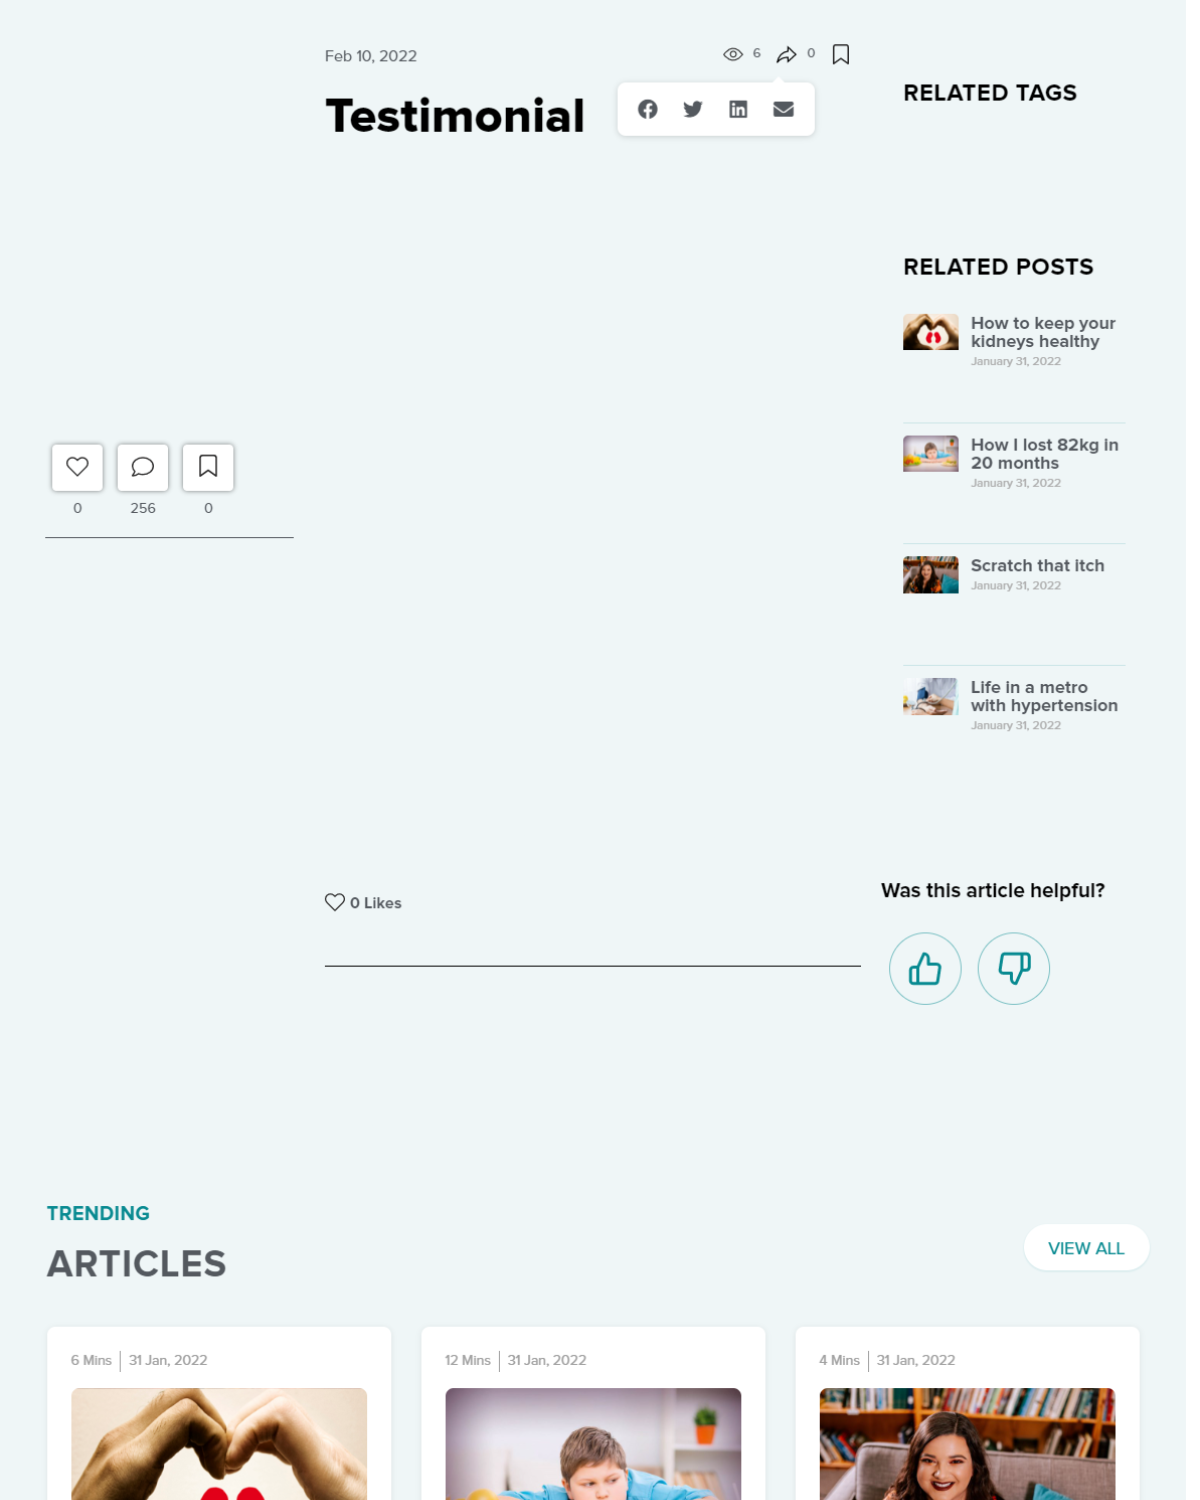 Feb 10, 2022
6
0
Testimonial
RELATED TAGS
RELATED POSTS
How to keep your
kidneys healthy
January 31, 2022
How I lost 82kg in
20 months
January 31, 2022
Scratch that itch
January 31, 2022
Life in a metro
with hypertension
January 31, 2022
0
256
0
0 Likes
Was this article helpful?
TRENDING
ARTICLES
VIEW ALL
6 Mins
31 Jan, 2022
12 Mins
31 Jan, 2022
4 Mins
31 Jan, 2022